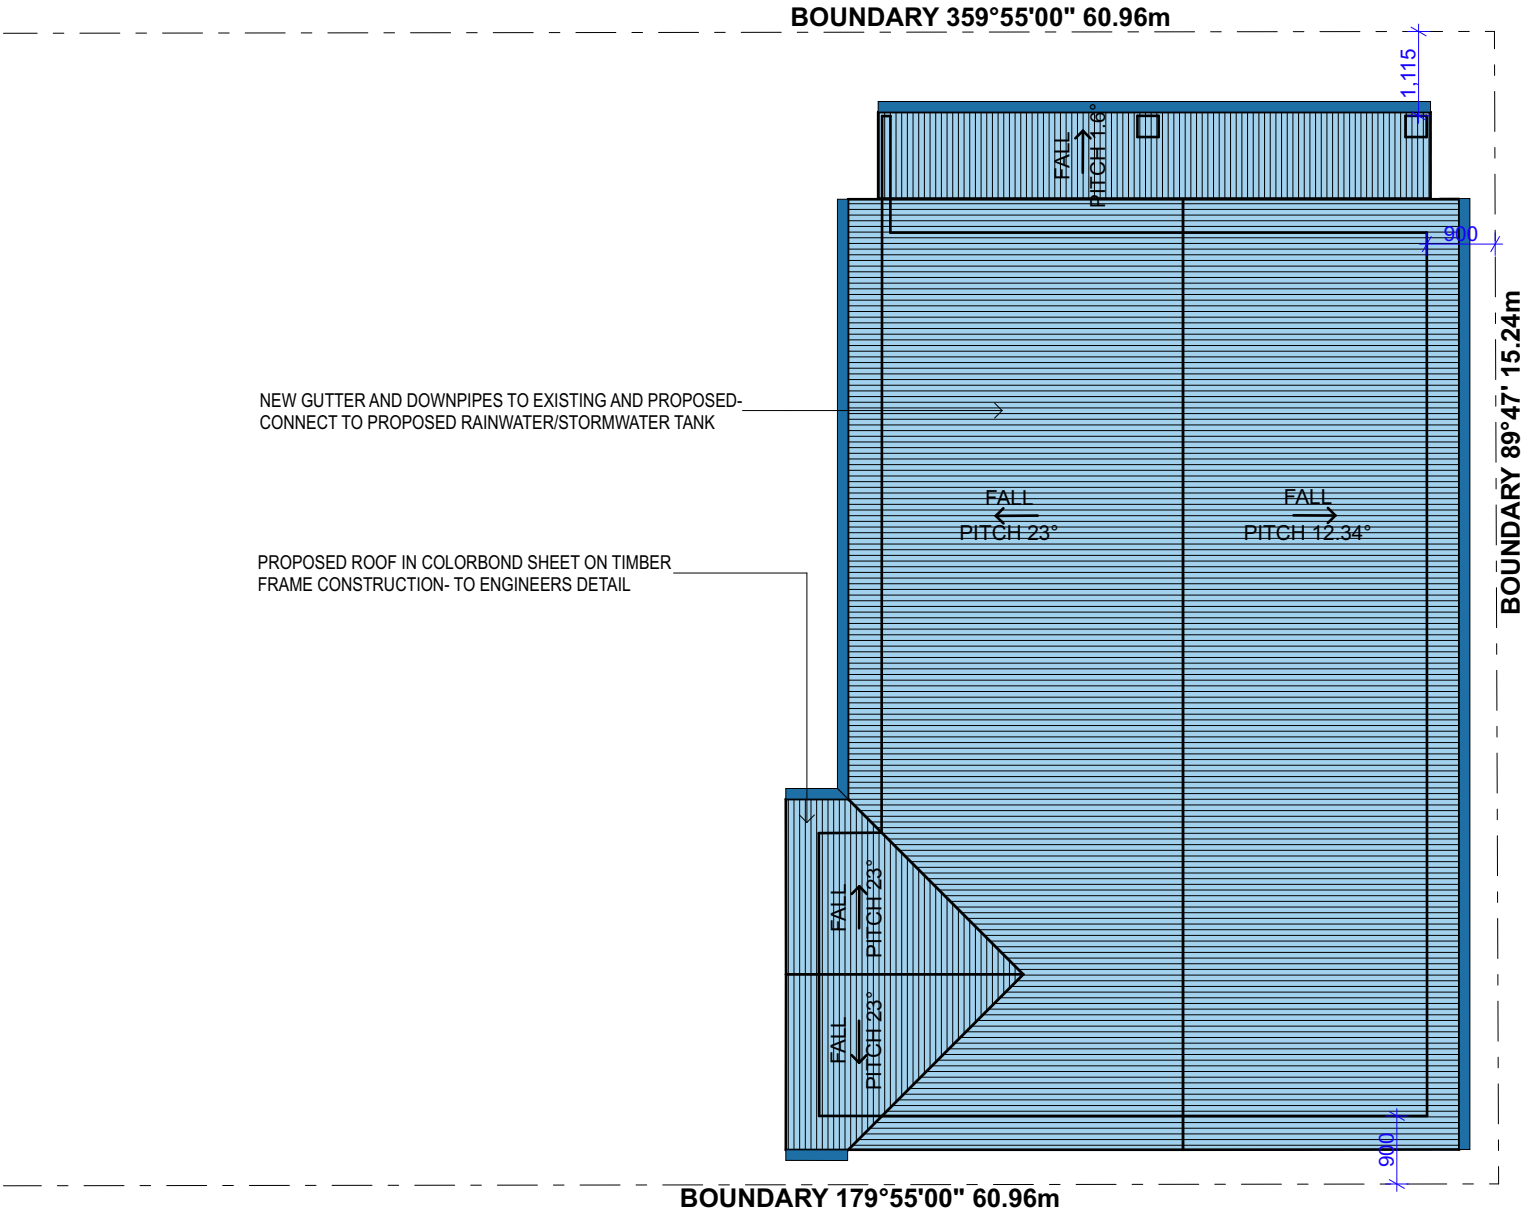 BOUNDARY 359°55'00" 60.96m
1,115
FALL
PITCH 1.6°
900
BOUNDARY 89°47' 15.24m
NEW GUTTER AND DOWNPIPES TO EXISTING AND PROPOSED-
CONNECT TO PROPOSED RAINWATER/STORMWATER TANK
FALL
PITCH 23°
FALL
PITCH 12.34°
PROPOSED ROOF IN COLORBOND SHEET ON TIMBER
FRAME CONSTRUCTION- TO ENGINEERS DETAIL
FALL
PITCH 23°
FALL
PITCH 23°
900
BOUNDARY 179°55'00" 60.96m